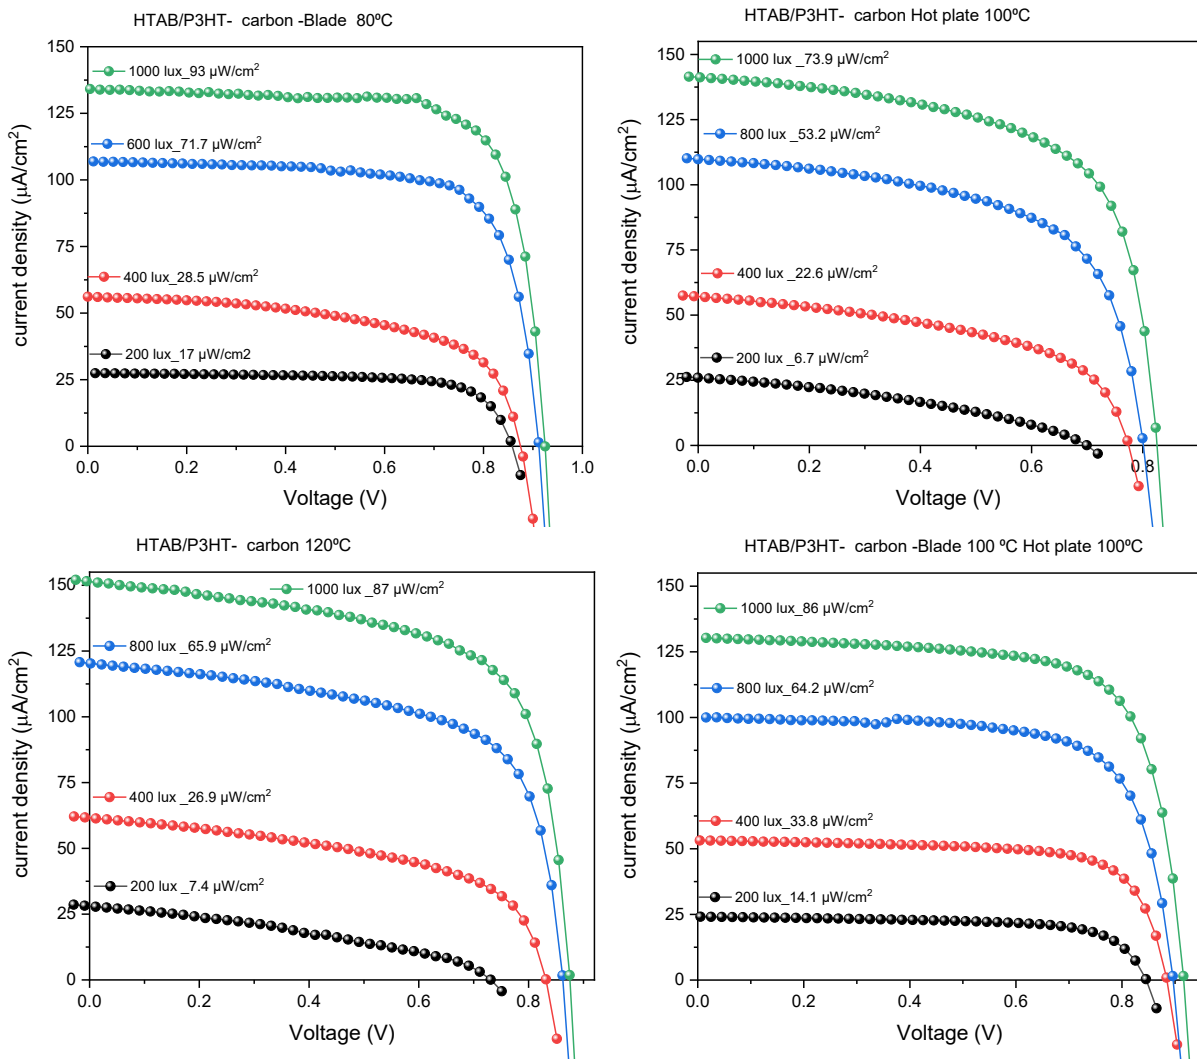 HTAB/P3HT-  carbon -Blade  80ºC
150
125
100
75
50
25
0
current density (μA/cm²)
1000 lux_93 μW/cm²
600 lux_71.7 μW/cm²
400 lux_28.5 μW/cm²
200 lux_17 μW/cm2
0.0 0.2 0.4 0.6 0.8 1.0
Voltage (V)
HTAB/P3HT-  carbon Hot plate 100ºC
150
125
100
75
50
25
0
current density (μA/cm²)
1000 lux _73.9 μW/cm²
800 lux _53.2 μW/cm²
400 lux _22.6 μW/cm²
200 lux _6.7 μW/cm²
0.0 0.2 0.4 0.6 0.8
Voltage (V)
HTAB/P3HT-  carbon 120ºC
150
125
100
75
50
25
0
current density (μA/cm²)
1000 lux _87 μW/cm²
800 lux _65.9 μW/cm²
400 lux _26.9 μW/cm²
200 lux _7.4 μW/cm²
0.0 0.2 0.4 0.6 0.8
Voltage (V)
HTAB/P3HT-  carbon -Blade 100 ºC Hot plate 100ºC
150
125
100
75
50
25
0
current density (μA/cm²)
1000 lux _86 μW/cm²
800 lux_64.2 μW/cm²
400 lux_33.8 μW/cm²
200 lux_14.1 μW/cm²
0.0 0.2 0.4 0.6 0.8
Voltage (V)